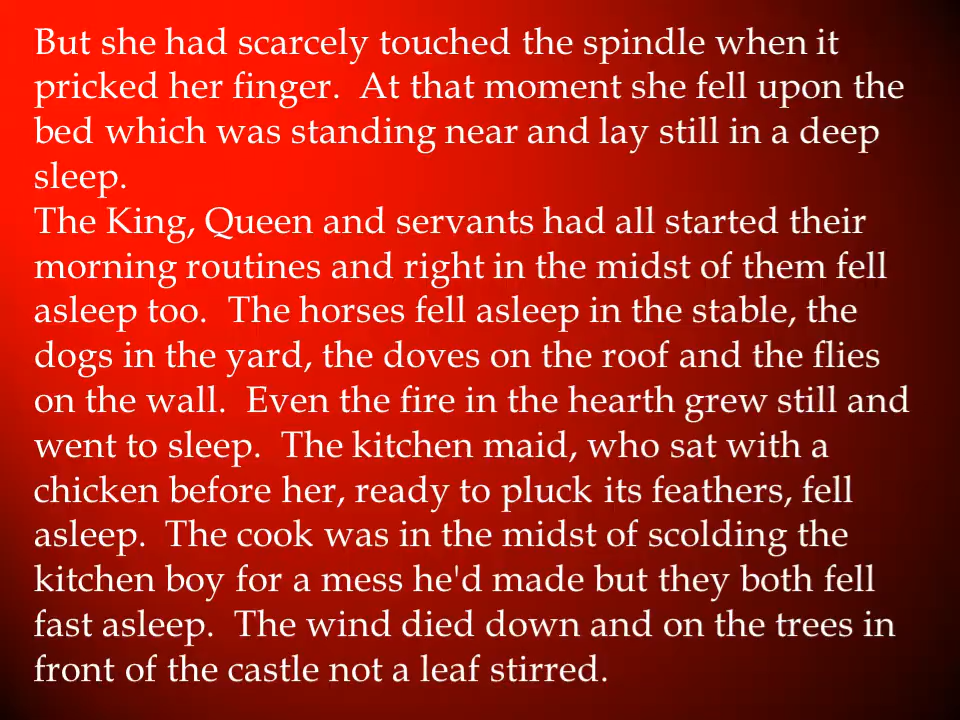 But she had scarcely touched the spindle when it
pricked her finger.  At that moment she fell upon the
bed which was standing near and lay still in a deep
sleep.
The King, Queen and servants had all started their
morning routines and right in the midst of them fell
asleep too.  The horses fell asleep in the stable, the
dogs in the yard, the doves on the roof and the flies
on the wall.  Even the fire in the hearth grew still and
went to sleep.  The kitchen maid, who sat with a
chicken before her, ready to pluck its feathers, fell
asleep.  The cook was in the midst of scolding the
kitchen boy for a mess he'd made but they both fell
fast asleep.  The wind died down and on the trees in
front of the castle not a leaf stirred.